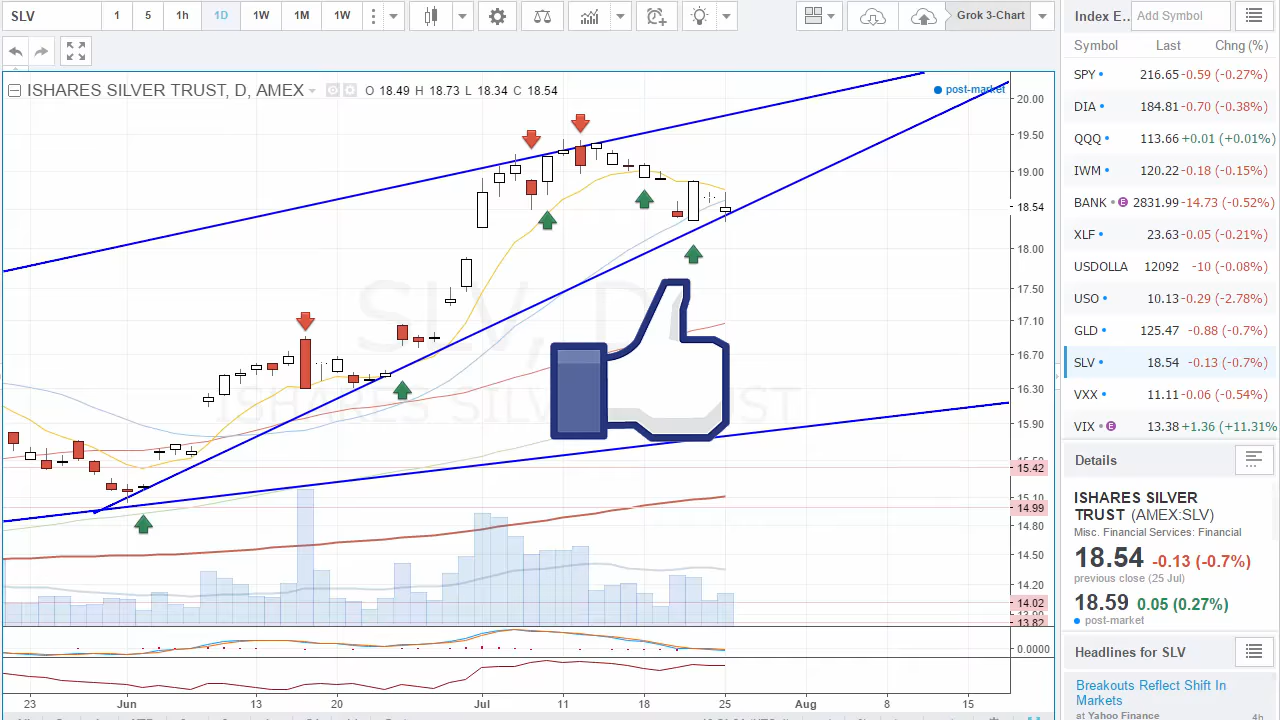 SLV 1 5 1h 1D 1W 1M 1W Grok 3-Chart
ISHARES SILVER TRUST, D, AMEX O 18.49 H 18.73 L 18.34 C 18.54
post-market
SLV, D
ISHARES SILVER TRUST
20.00
19.50
19.00
18.54
18.00
17.50
17.10
16.70
16.30
15.90
15.42
15.10
14.99
14.80
14.50
14.20
14.02
13.82
0.0000
23 Jun 13 20 Jul 11 18 25 Aug 8 15
Index E.. Add Symbol
Symbol Last Chng (%)
SPY 216.65 -0.59 (-0.27%)
DIA 184.81 -0.70 (-0.38%)
QQQ 113.66 +0.01 (+0.01%)
IWM 120.22 -0.18 (-0.15%)
BANK E 2831.99 -14.73 (-0.52%)
XLF 23.63 -0.05 (-0.21%)
USDOLLA 12092 -10 (-0.08%)
USO 10.13 -0.29 (-2.78%)
GLD 125.47 -0.88 (-0.7%)
SLV 18.54 -0.13 (-0.7%)
VXX 11.11 -0.06 (-0.54%)
VIX E 13.38 +1.36 (+11.31%
Details
ISHARES SILVER
TRUST (AMEX:SLV)
Misc. Financial Services: Financial
18.54 -0.13 (-0.7%)
previous close (25 Jul)
18.59 0.05 (0.27%)
post-market
Headlines for SLV
Breakouts Reflect Shift In
Markets
at Yahoo Finance 4h